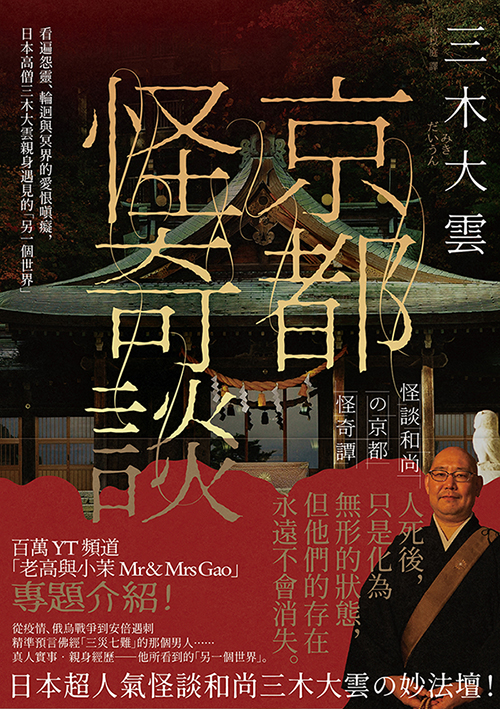 三木大雲
みき
だいうん
京都
怪奇談
看遍怨靈、輪迴與冥界的愛恨嗔癡，
日本高僧三木大雲親身遇見的「另一個世界」
。
怪談和尚
の京都
怪奇譚
人死後，
只是化為
無形的狀態，
但他們的存在
永遠不會消失。
百萬 YT 頻道
「老高與小茉 Mr & Mrs Gao」
專題介紹！
從疫情、俄烏戰爭到安倍遇刺
精準預言佛經「三災七難」的那個男人……
真人實事．親身經歷——他所看到的「另一個世界」。
日本超人氣怪談和尚三木大雲の妙法壇！